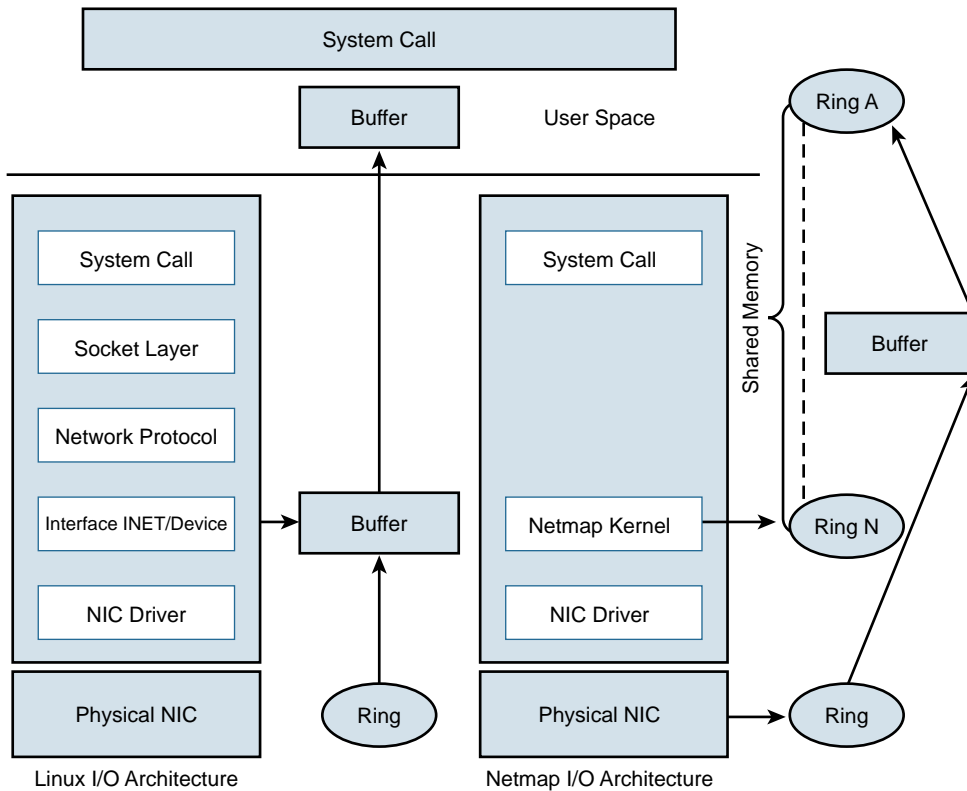 System Call
Buffer
User Space
Ring A
System Call
Socket Layer
Network Protocol
Interface INET/Device
NIC Driver
Physical NIC
Linux I/O Architecture
Buffer
Ring
System Call
Netmap Kernel
NIC Driver
Physical NIC
Netmap I/O Architecture
Shared Memory
Buffer
Ring N
Ring